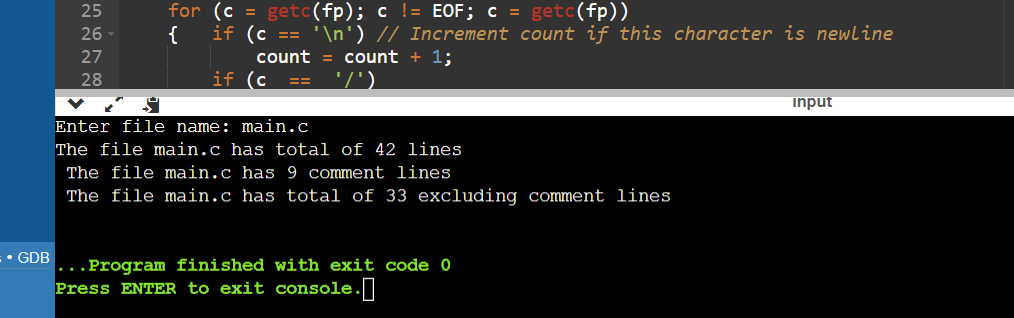 25 for (c = getc(fp); c != EOF; c = getc(fp))
26 { if (c == '\n') // Increment count if this character is newline
27 count = count + 1;
28 if (c == '/')
input
Enter file name: main.c
The file main.c has total of 42 lines
The file main.c has 9 comment lines
The file main.c has total of 33 excluding comment lines
s • GDB
...Program finished with exit code 0
Press ENTER to exit console.